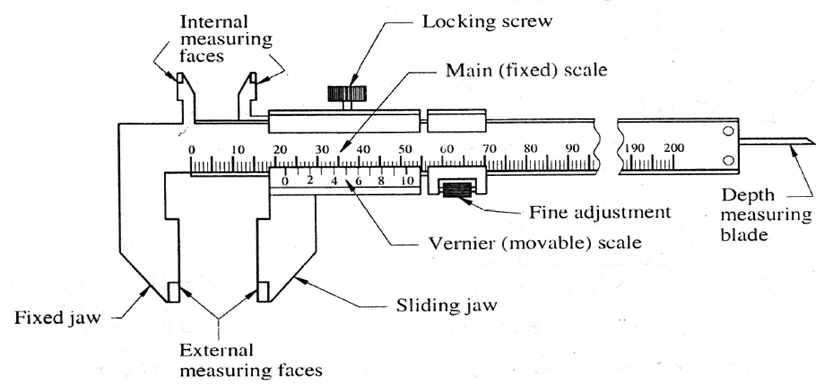 Internal
measuring
faces
Locking screw
Main (fixed) scale
0 10 20 30 40 50 60 70 80 90 190 200
0 2 4 6 8 10
Depth
measuring
blade
Fine adjustment
Vernier (movable) scale
Sliding jaw
Fixed jaw
External
measuring faces